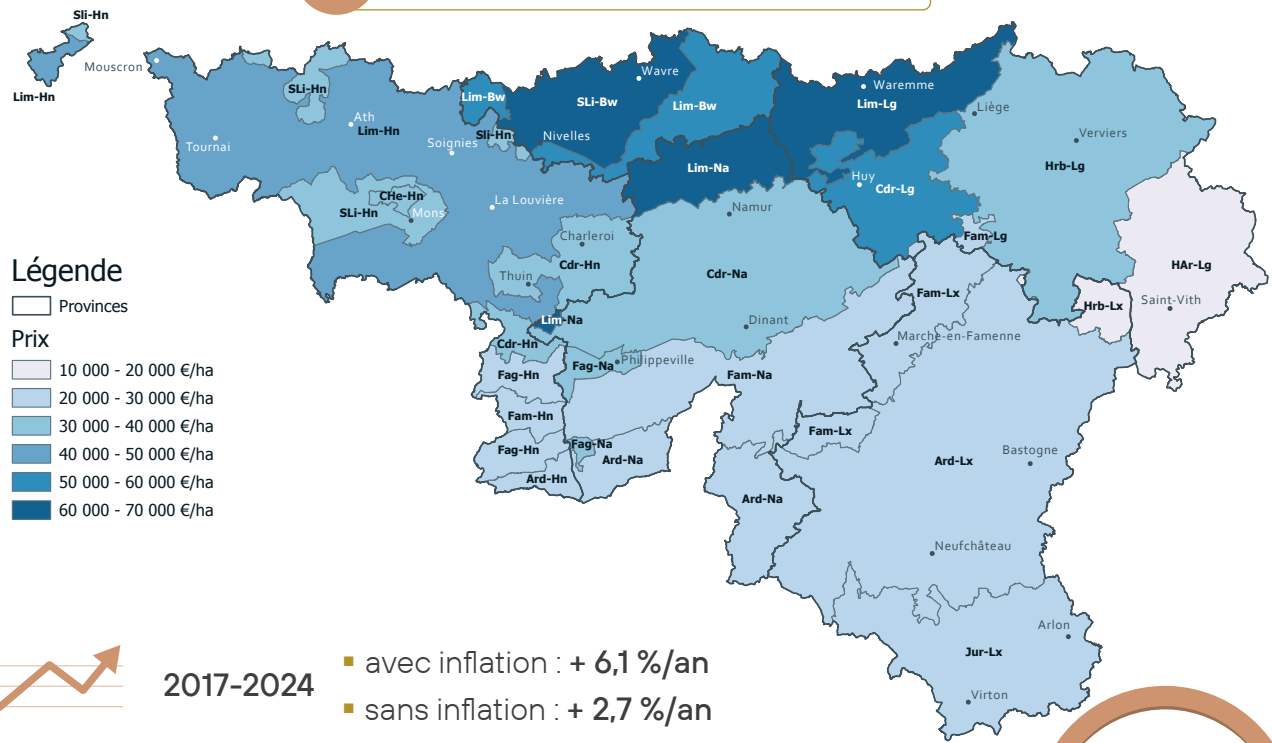 Sli-Hn
Mouscron
Lim-Hn
SLi-Hn
Ath
Lim-Hn
Tournai
Soignies
Lim-Bw
Sli-Hn
Wavre
SLi-Bw
Lim-Bw
Nivelles
Waremme
Lim-Lg
Liège
Verviers
Hrb-Lg
Lim-Na
Huy
Cdr-Lg
CHe-Hn
SLi-Hn
Mons
La Louvière
Namur
Charleroi
Cdr-Hn
Fam-Lg
HAr-Lg
Thuin
Cdr-Na
Fam-Lx
Hrb-Lx
Saint-Vith
Lim-Na
Dinant
Marche-en-Famenne
Cdr-Hn
Fag-Na
Philippeville
Fag-Hn
Fam-Na
Fam-Hn
Fam-Lx
Fag-Hn
Fag-Na
Ard-Na
Ard-Lx
Bastogne
Ard-Hn
Ard-Na
Neufchâteau
Arlon
Jur-Lx
Virton
Légende
Provinces
Prix
10 000 - 20 000 €/ha
20 000 - 30 000 €/ha
30 000 - 40 000 €/ha
40 000 - 50 000 €/ha
50 000 - 60 000 €/ha
60 000 - 70 000 €/ha
2017-2024
▪ avec inflation : + 6,1 %/an
▪ sans inflation : + 2,7 %/an